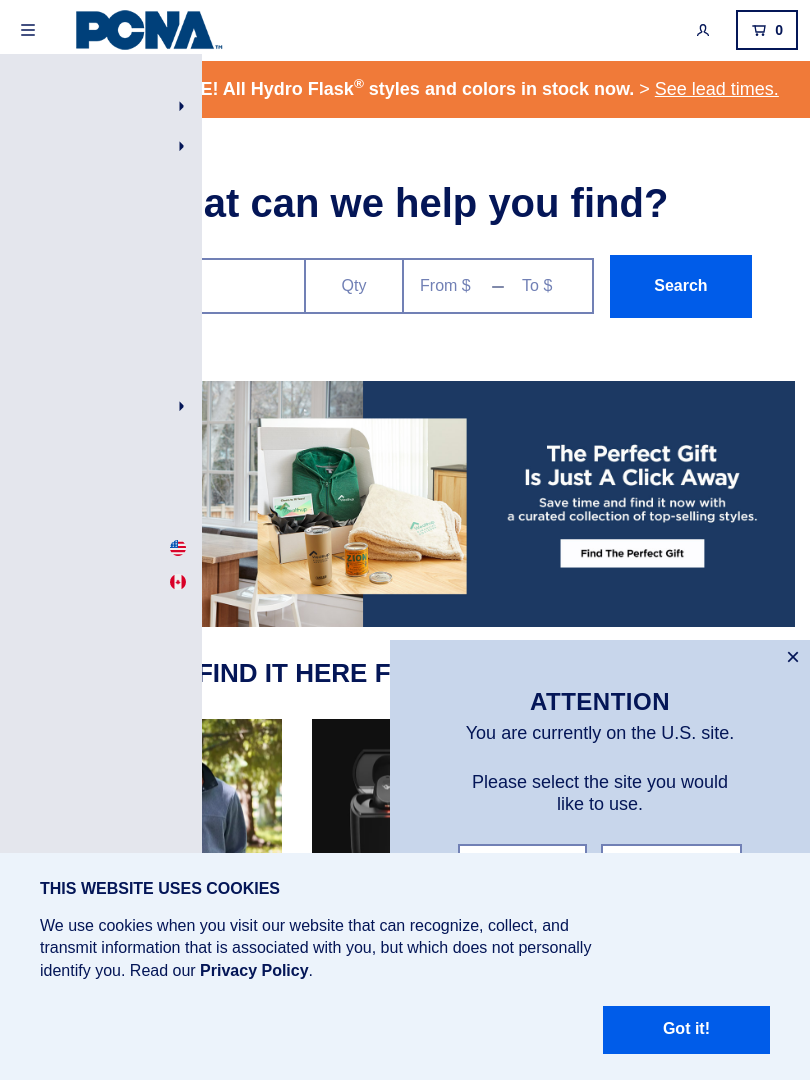 PCNA™
0
E! All Hydro Flask® styles and colors in stock now. > See lead times.
at can we help you find?
Qty
From $ – To $
Search
The Perfect Gift
Is Just A Click Away
Save time and find it now with
a curated collection of top-selling styles.
Find The Perfect Gift
ZION
FIND IT HERE F
ATTENTION
You are currently on the U.S. site.
Please select the site you would
like to use.
THIS WEBSITE USES COOKIES
We use cookies when you visit our website that can recognize, collect, and
transmit information that is associated with you, but which does not personally
identify you. Read our Privacy Policy.
Got it!